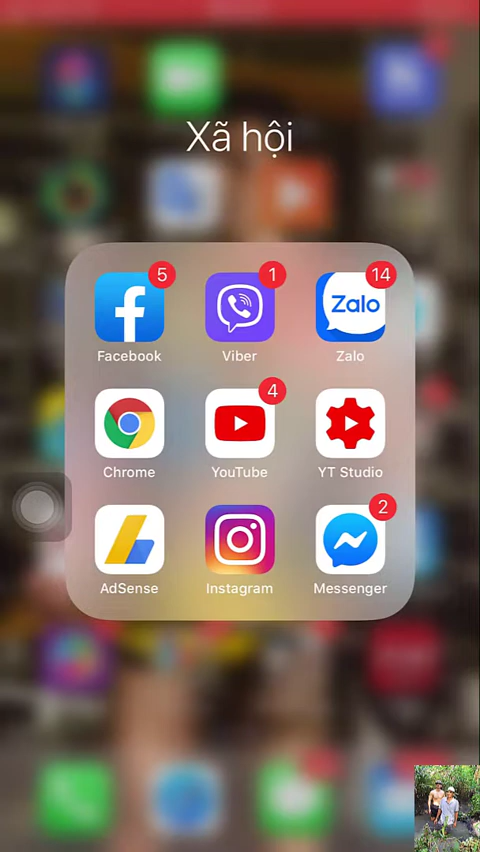 Xã hội
5
1
14
Zalo
Facebook
Viber
Zalo
4
Chrome
YouTube
YT Studio
2
AdSense
Instagram
Messenger